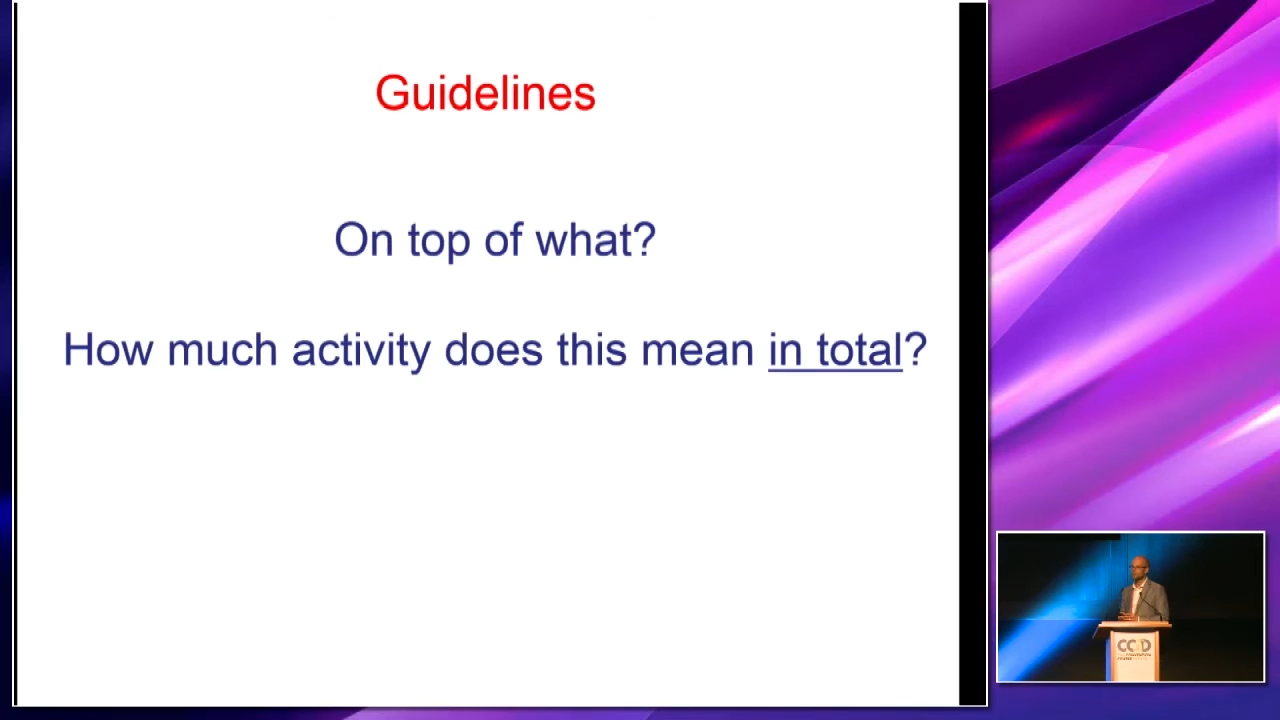 Guidelines
On top of what?
How much activity does this mean in total?